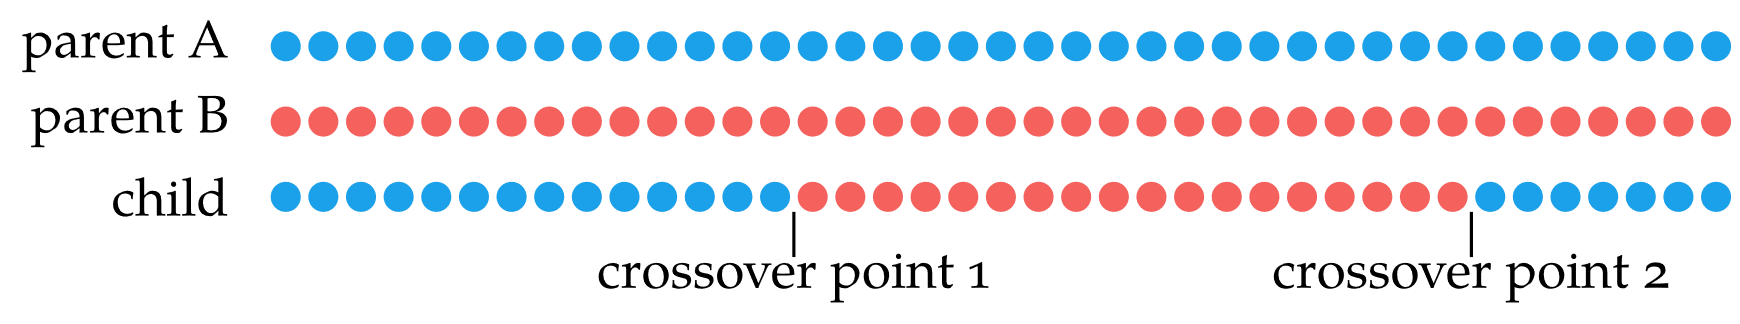 parent A
parent B
child
crossover point 1
crossover point 2